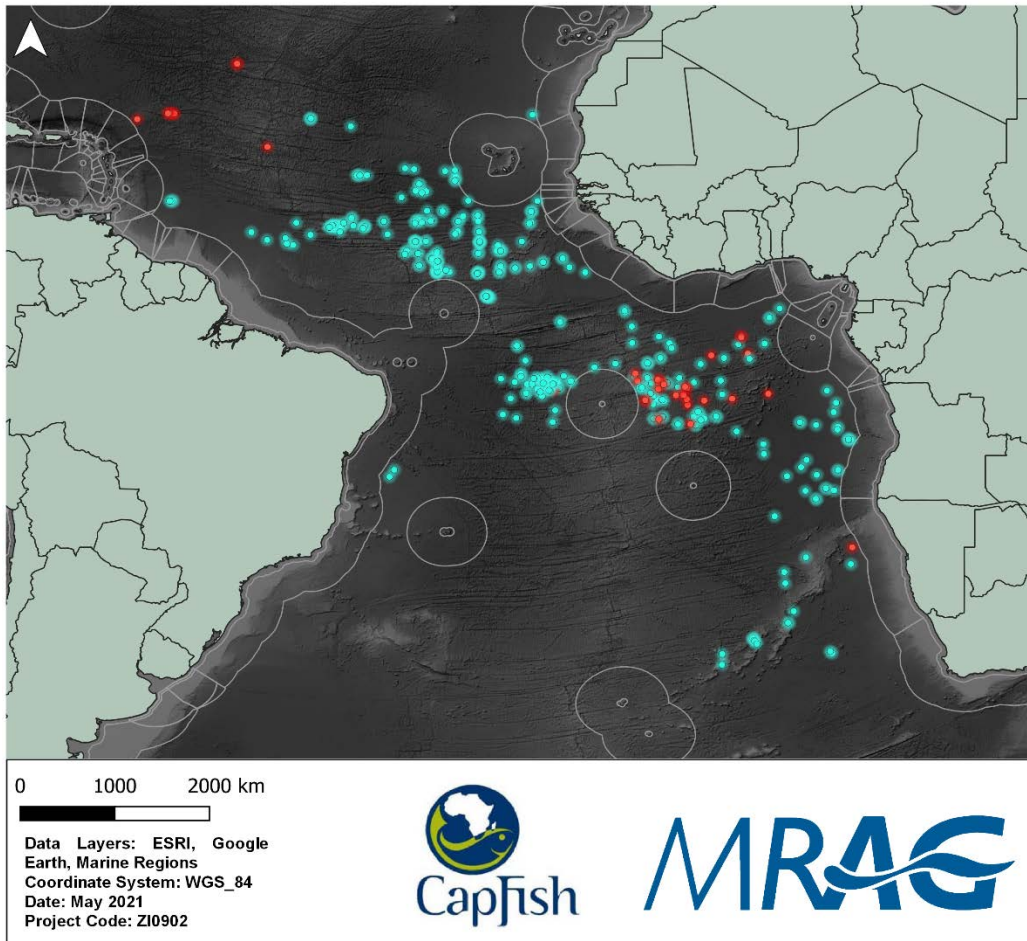 0 1000 2000 km
Data Layers: ESRI, Google
Earth, Marine Regions
Coordinate System: WGS_84
Date: May 2021
Project Code: ZI0902
CapFish
MRAG